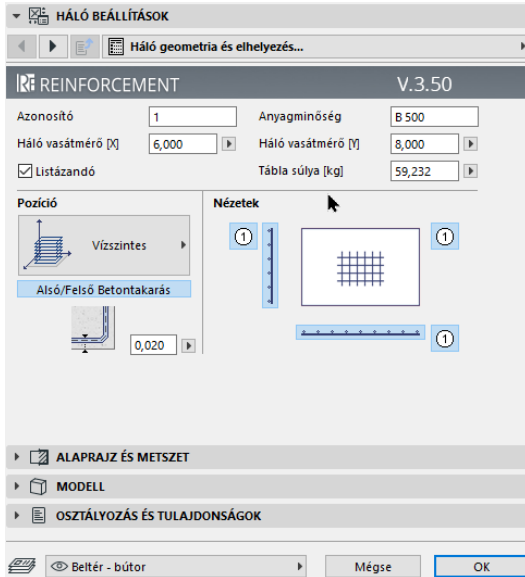 HÁLÓ BEÁLLÍTÁSOK
Háló geometria és elhelyezés...
RE REINFORCEMENT V.3.50
Azonosító 1 Anyagminőség B 500
Háló vasátmérő [X] 6,000 Háló vasátmérő [Y] 8,000
Listázandó Tábla súlya [kg] 59,232
Pozíció Nézetek
1 1
Vízszintes
Alsó/Felső Betontakarás
1
0,020
ALAPRAJZ ÉS METSZET
MODELL
OSZTÁLYOZÁS ÉS TULAJDONSÁGOK
Beltér - bútor Mégse OK